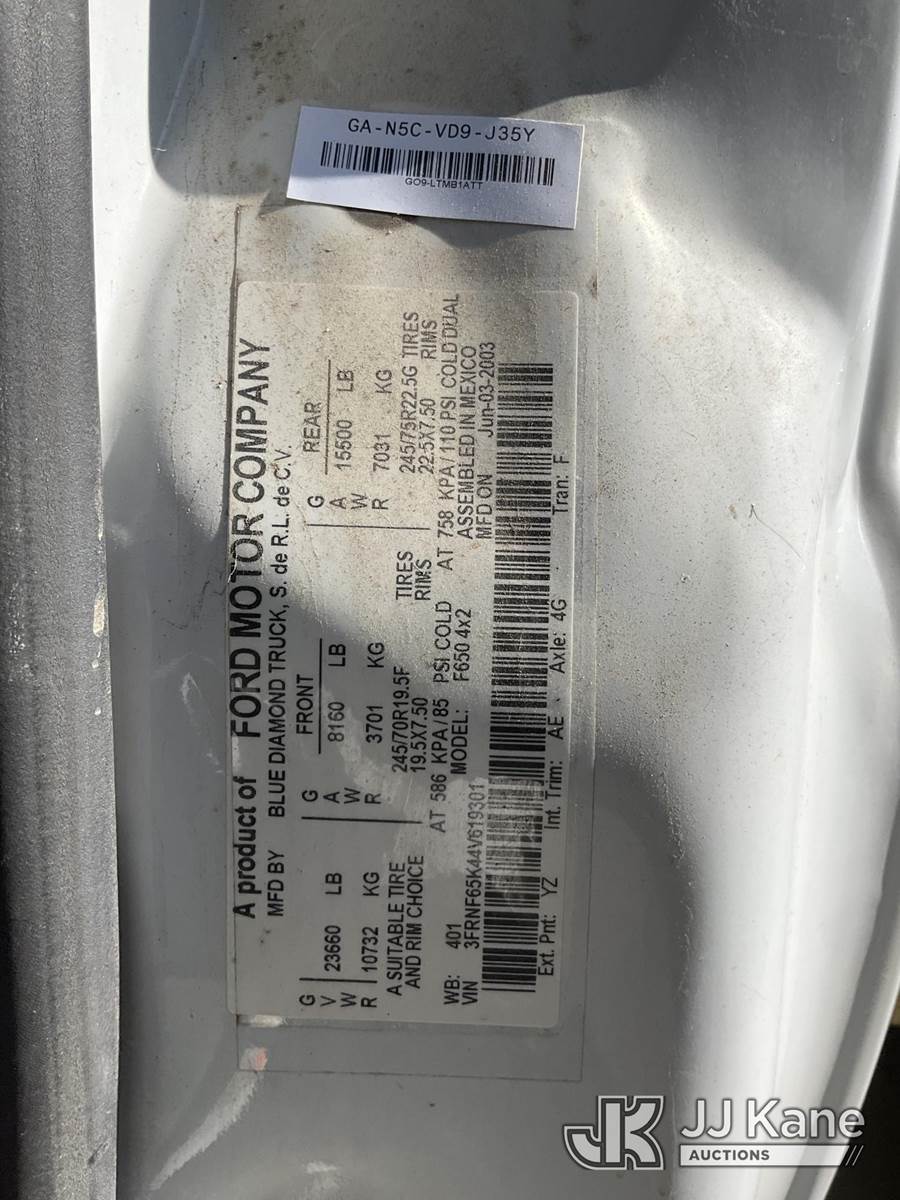 GA-N5C-VD9-J35Y
GO9-LTMB1ATT
A product of FORD MOTOR COMPANY
MFD BY BLUE DIAMOND TRUCK, S. de R.L. de C.V.
GVWR 23660 LB
10732 KG
FRONT GAWR 8160 LB
3701 KG
REAR GAWR 15500 LB
7031 KG
A SUITABLE TIRE 245/70R19.5F TIRES 245/75R22.5G TIRES
AND RIM CHOICE 19.5X7.50 RIMS 22.5X7.50 RIMS
AT 586 KPA/ 85 PSI COLD AT 758 KPA/ 110 PSI COLD DUAL
WB: 401 MODEL: F650 4x2 ASSEMBLED IN MEXICO
VIN 3FRNF65K44V619301 MFD ON Jun-03-2003
Ext. Pnt: YZ Int. Trim: AE Axle: 4G Tran: F
JK JJ Kane
AUCTIONS